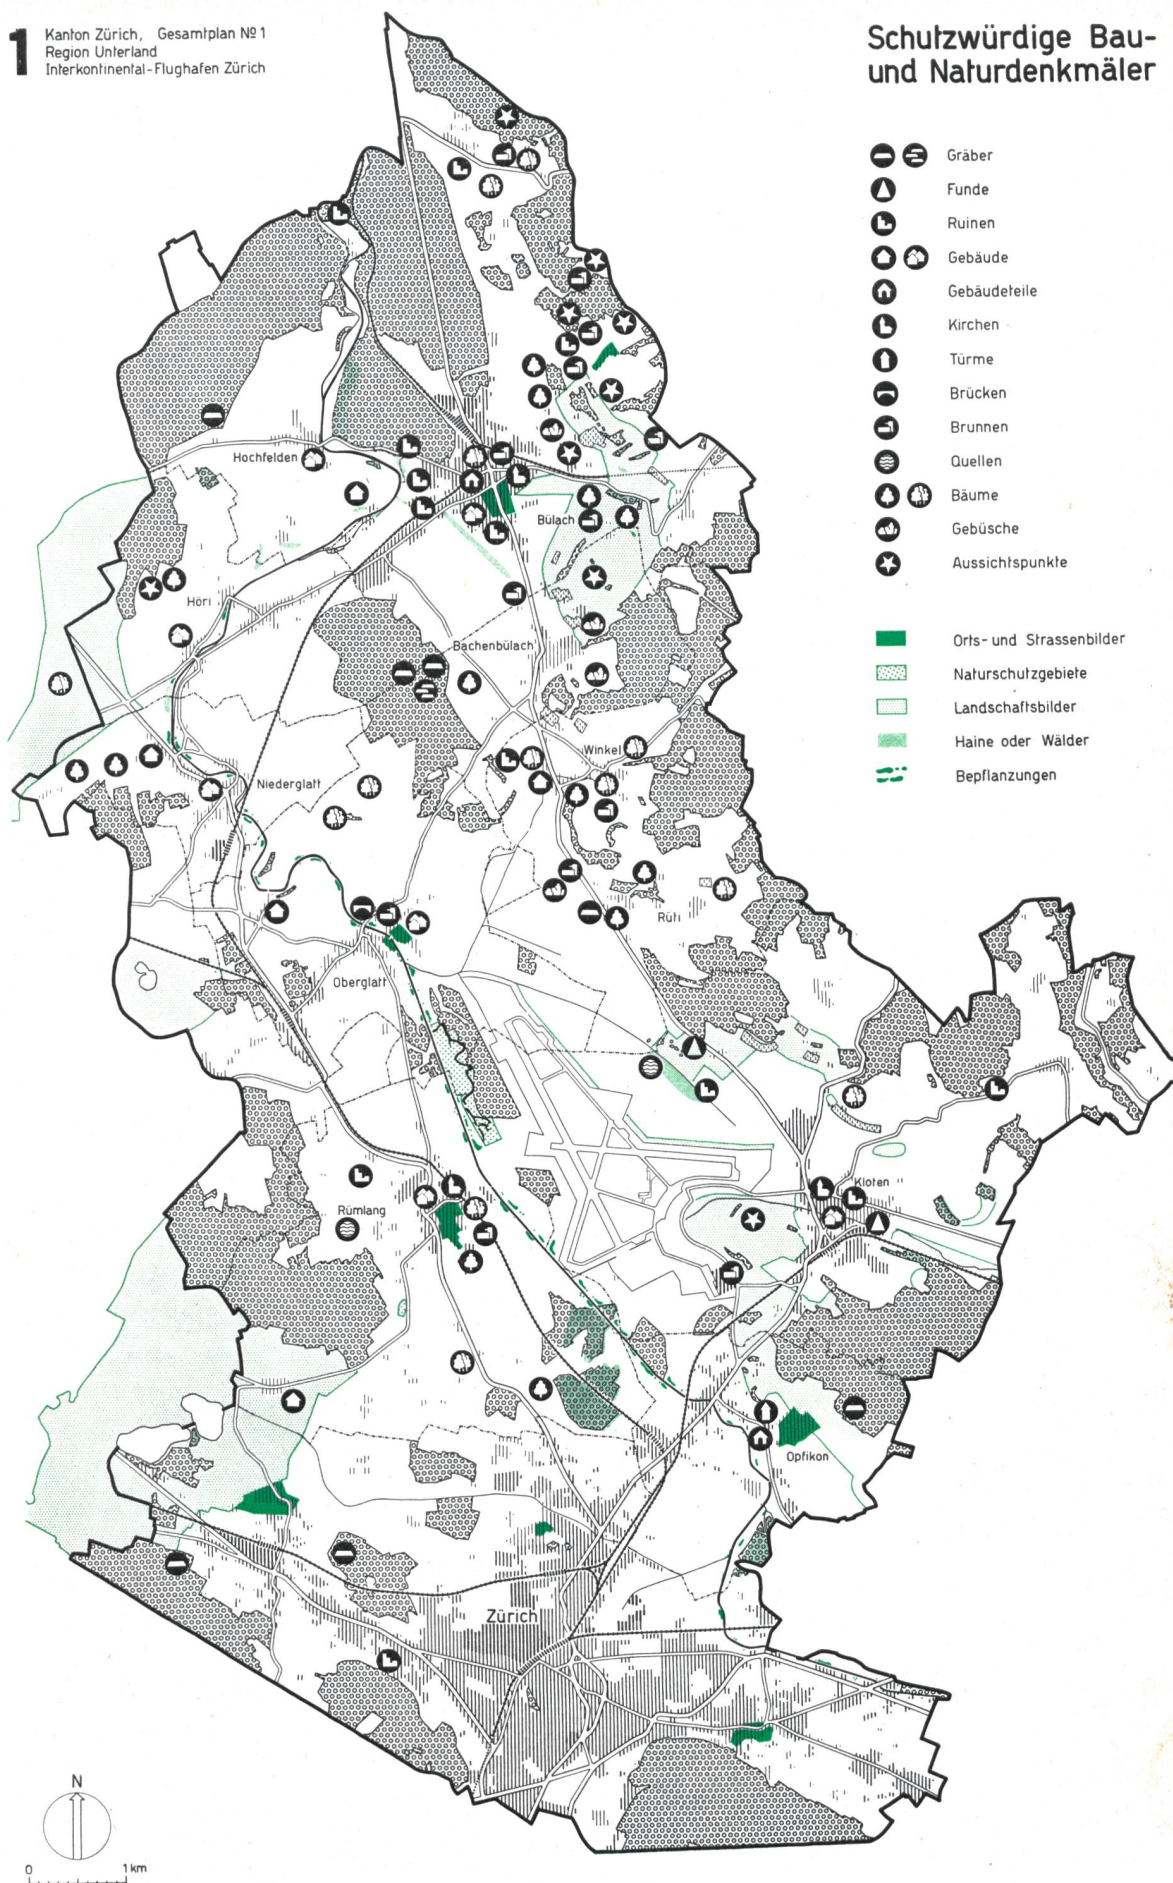 1
Kanton Zürich, Gesamtplan № 1
Region Unterland
Interkontinental-Flughafen Zürich
Schutzwürdige Bau-
und Naturdenkmäler
Gräber
Funde
Ruinen
Gebäude
Gebäudeteile
Kirchen
Türme
Brücken
Brunnen
Quellen
Bäume
Gebüsche
Aussichtspunkte
Orts- und Strassenbilder
Naturschutzgebiete
Landschaftsbilder
Haine oder Wälder
Bepflanzungen
Hochfelden
Bülach
Höri
Bachenbülach
Winkel
Niederglatt
Rüti
Oberglatt
Kloten
Rümlang
Opfikon
Zürich
N
0 1 km